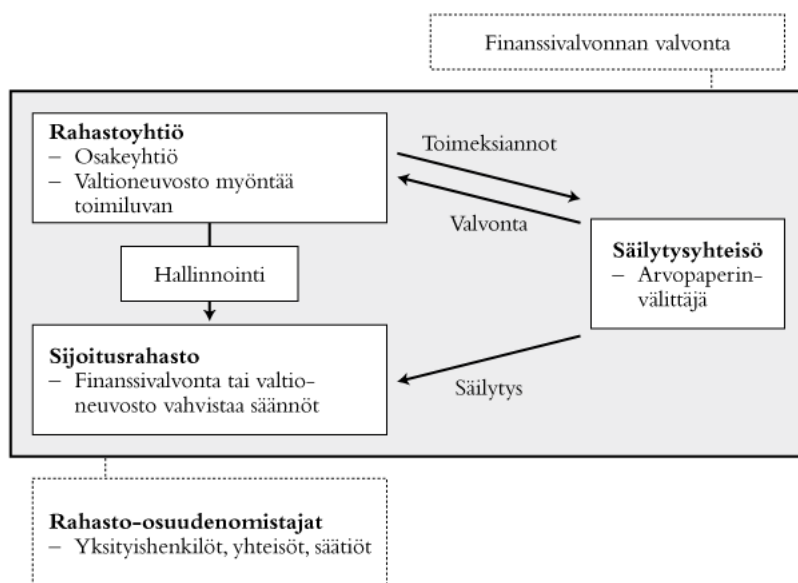 Finanssivalvonnan valvonta
Rahastoyhtiö
– Osakeyhtiö
– Valtioneuvosto myöntää
toimiluvan
Toimeksiannot
Valvonta
Hallinnointi
Säilytysyhteisö
– Arvopaperin-
välittäjä
Sijoitusrahasto
– Finanssivalvonta tai valtio-
neuvosto vahvistaa säännöt
Säilytys
Rahasto-osuudenomistajat
– Yksityishenkilöt, yhteisöt, säätiöt